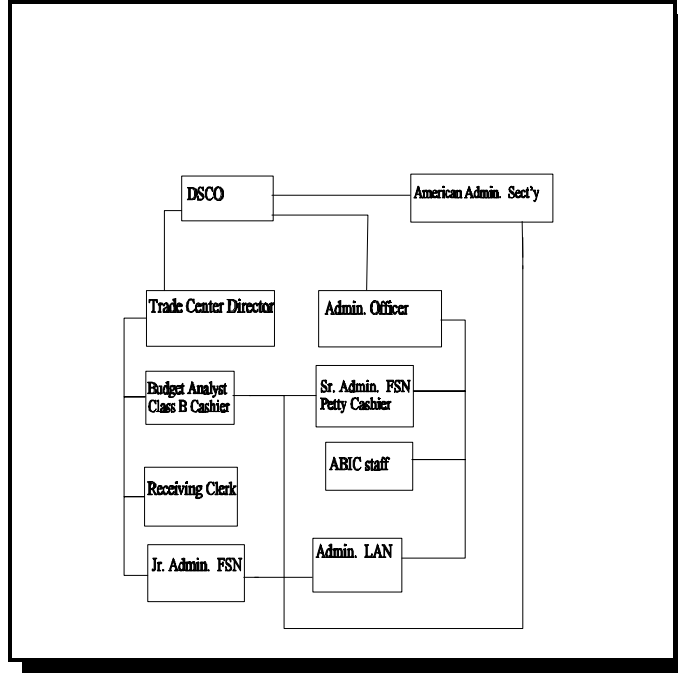 DSCO
American Admin. Sect'y
Trade Center Director
Admin. Officer
Budget Analyst
Class B Cashier
Sr. Admin. FSN
Petty Cashier
ABIC staff
Receiving Clerk
Jr. Admin. FSN
Admin. LAN